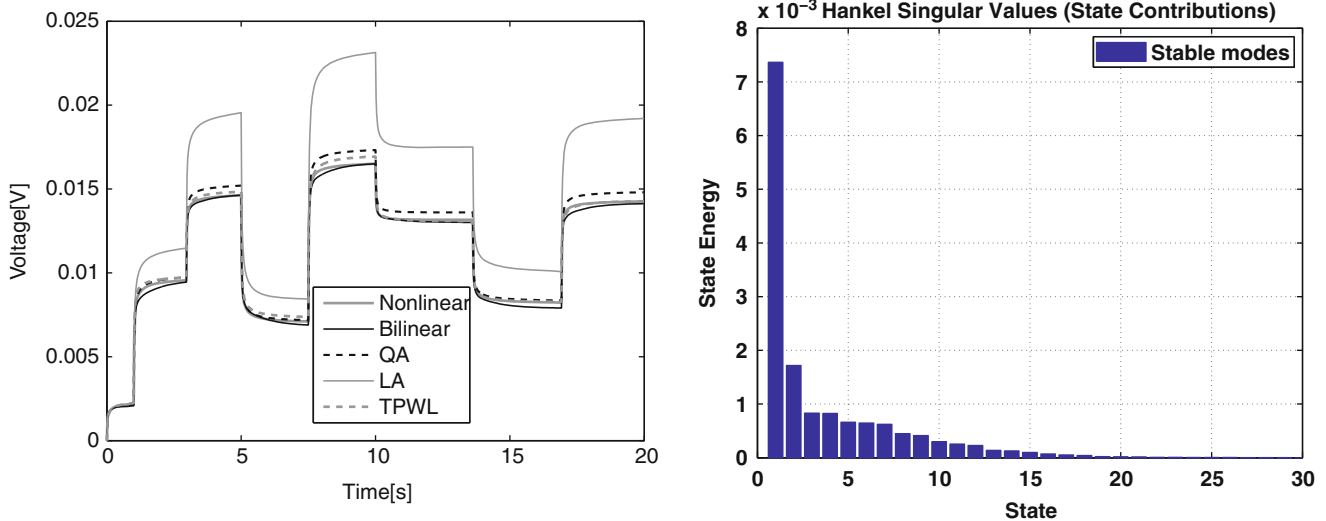 0.025
0.02
0.015
0.01
0.005
0
Voltage[V]
0
5
10
15
20
Time[s]
Nonlinear
Bilinear
QA
LA
TPWL
x 10⁻³ Hankel Singular Values (State Contributions)
8
7
6
5
4
3
2
1
0
State Energy
0
5
10
15
20
25
30
State
Stable modes